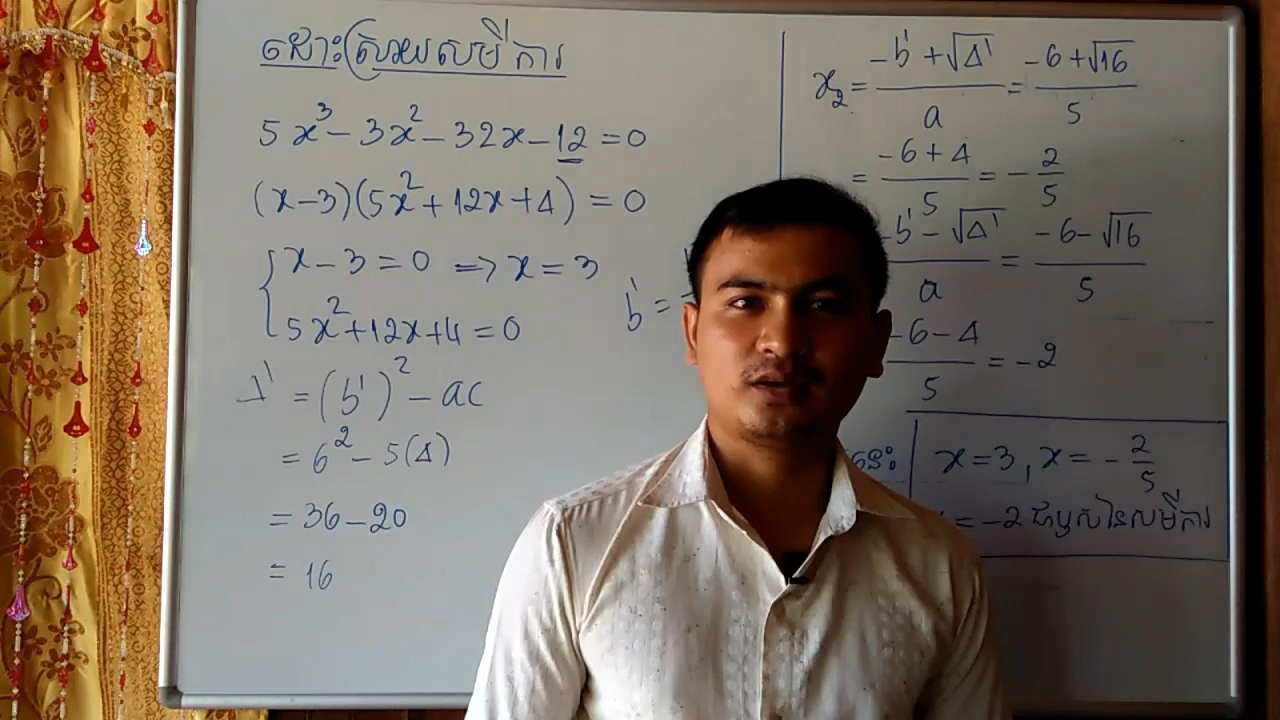 ដោះស្រាយសមីការ
5x³ - 3x² - 32x - 12 = 0
(x-3)(5x² + 12x + 4) = 0
x - 3 = 0 => x = 3
5x² + 12x + 4 = 0
Δ' = (b')² - ac
= 6² - 5(4)
= 36 - 20
= 16
b' =
x₂ = (-b' + √Δ')/a = (-6 + √16)/5
= (-6 + 4)/5 = -2/5
-b' - √Δ'/a = (-6 - √16)/5
-6 - 4/5 = -2
នេះ x = 3, x = -2/5
= -2 ជាឫសនៃសមីការ